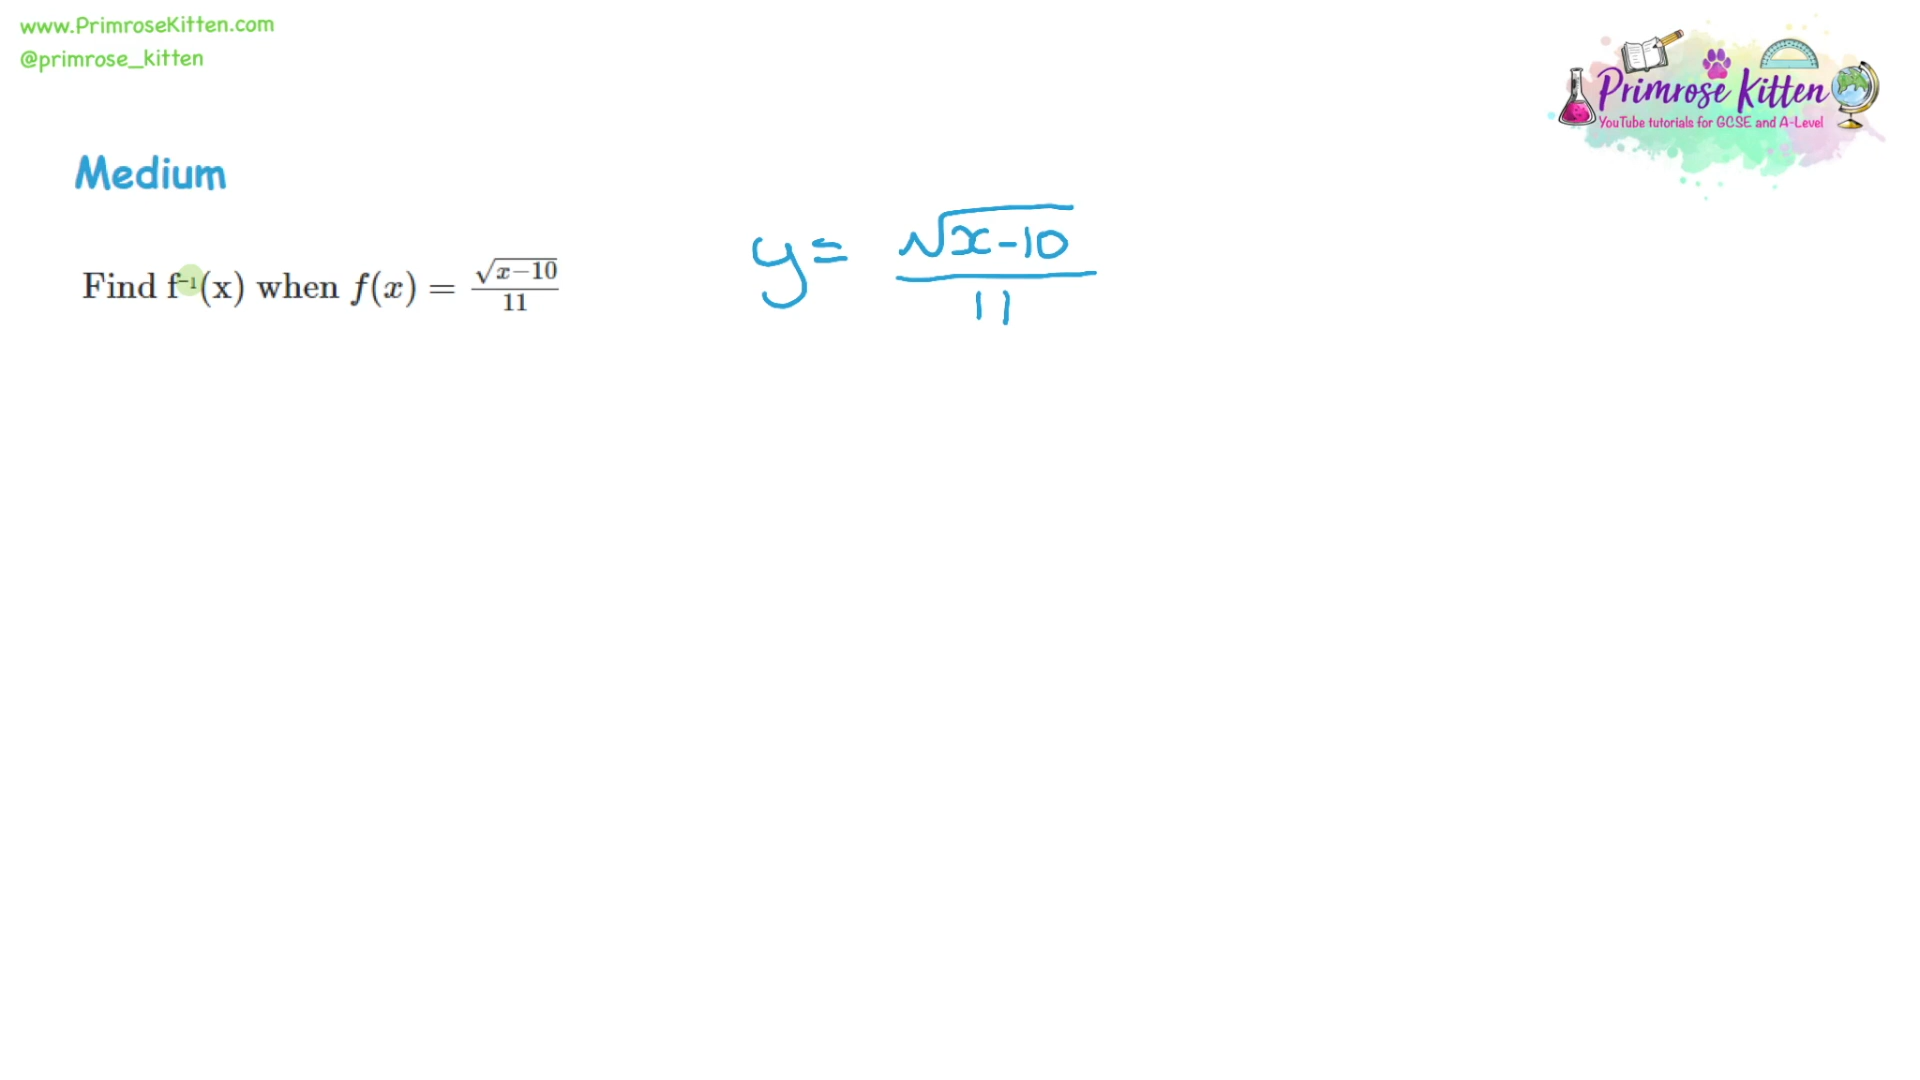 www.PrimroseKitten.com
@primrose_kitten
Primrose Kitten
YouTube tutorials for GCSE and A-Level
Medium
Find f⁻¹(x) when f(x) = √(x−10)/11
y = √(x−10)/11